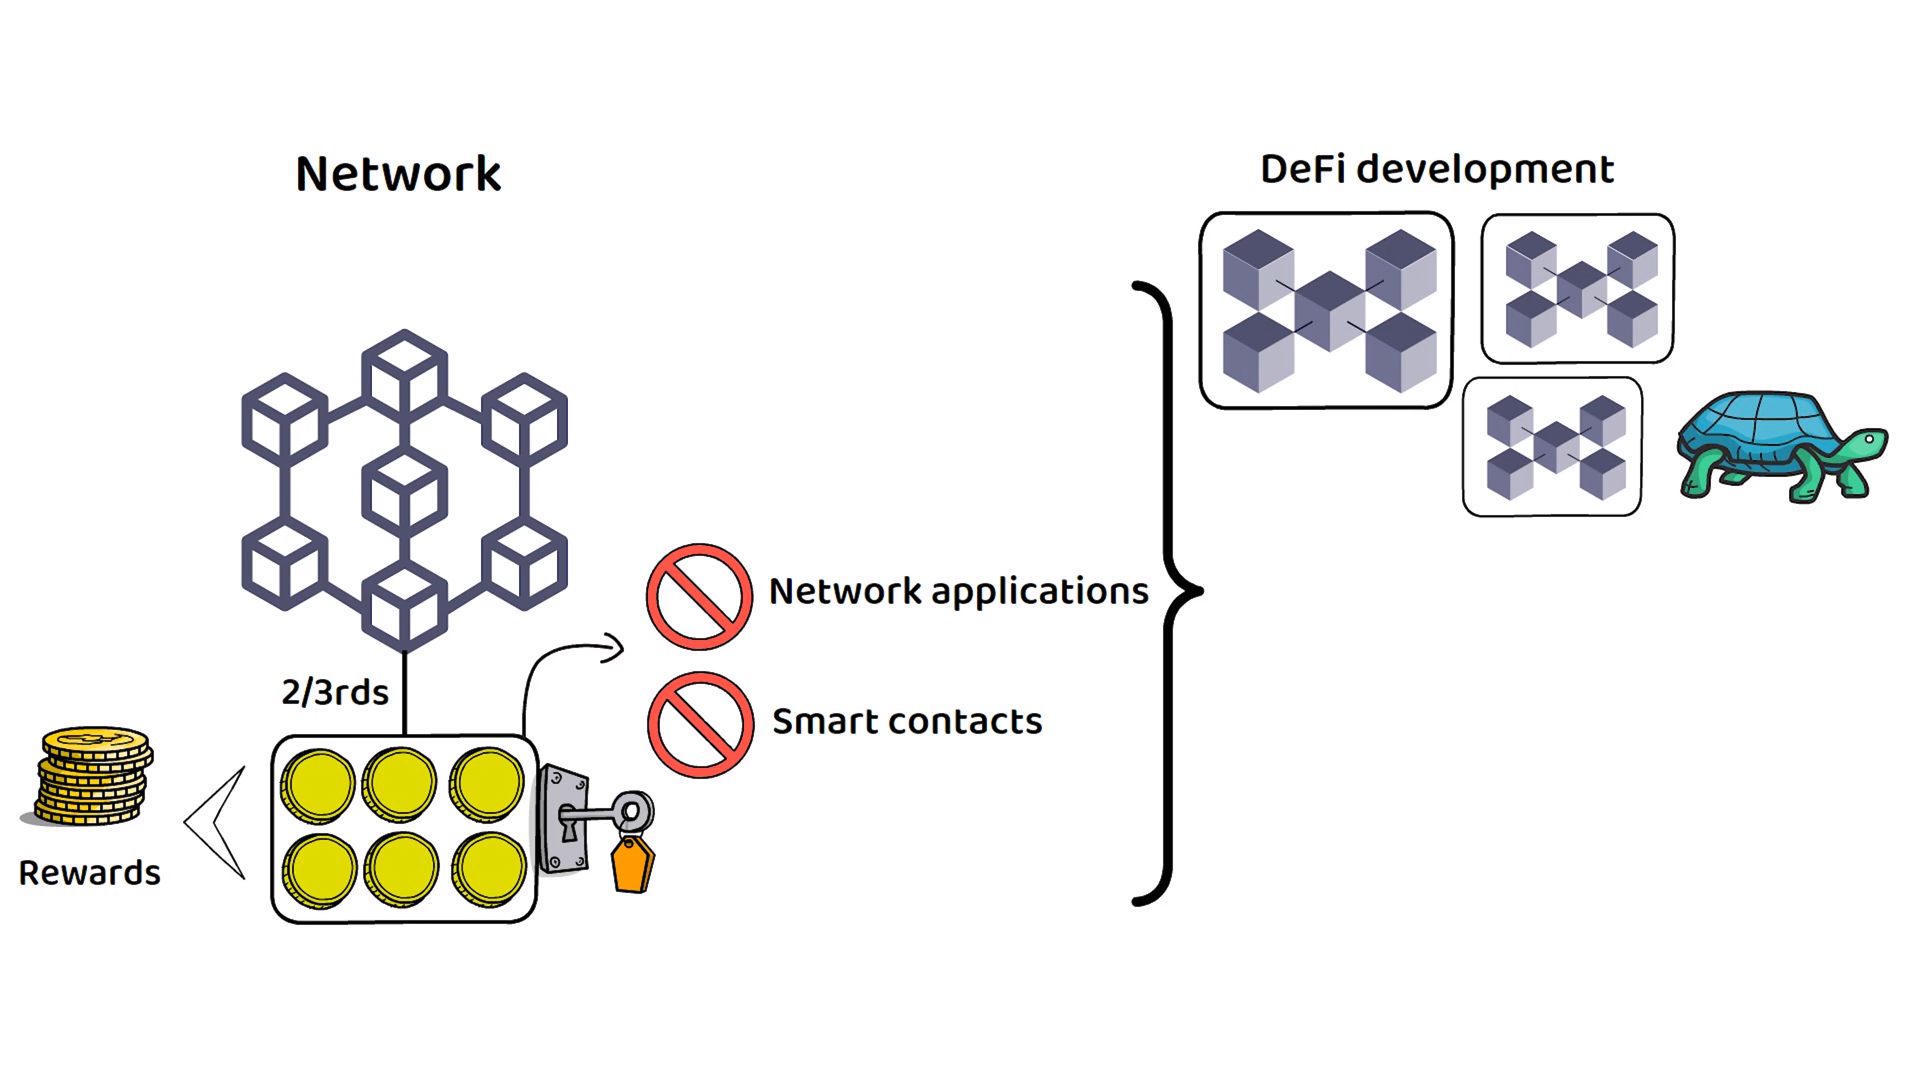 Network
DeFi development
Network applications
2/3rds
Smart contacts
Rewards